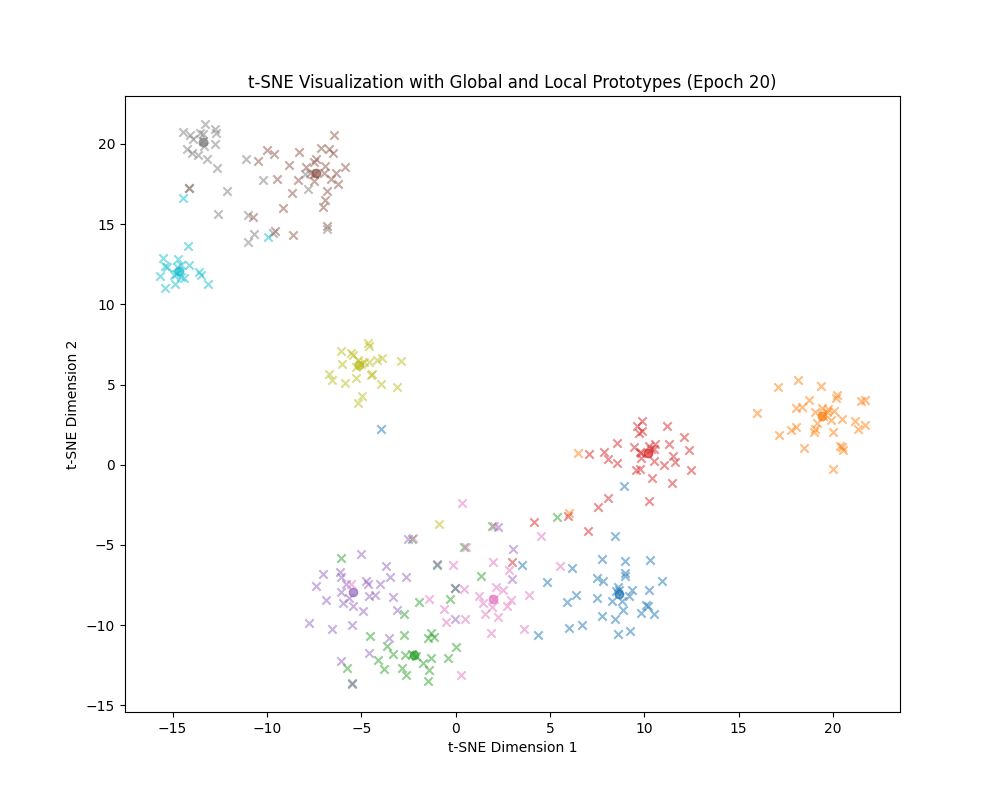 t-SNE Visualization with Global and Local Prototypes (Epoch 20)
20
15
10
5
0
−5
−10
−15
t-SNE Dimension 2
−15 −10 −5 0 5 10 15 20
t-SNE Dimension 1